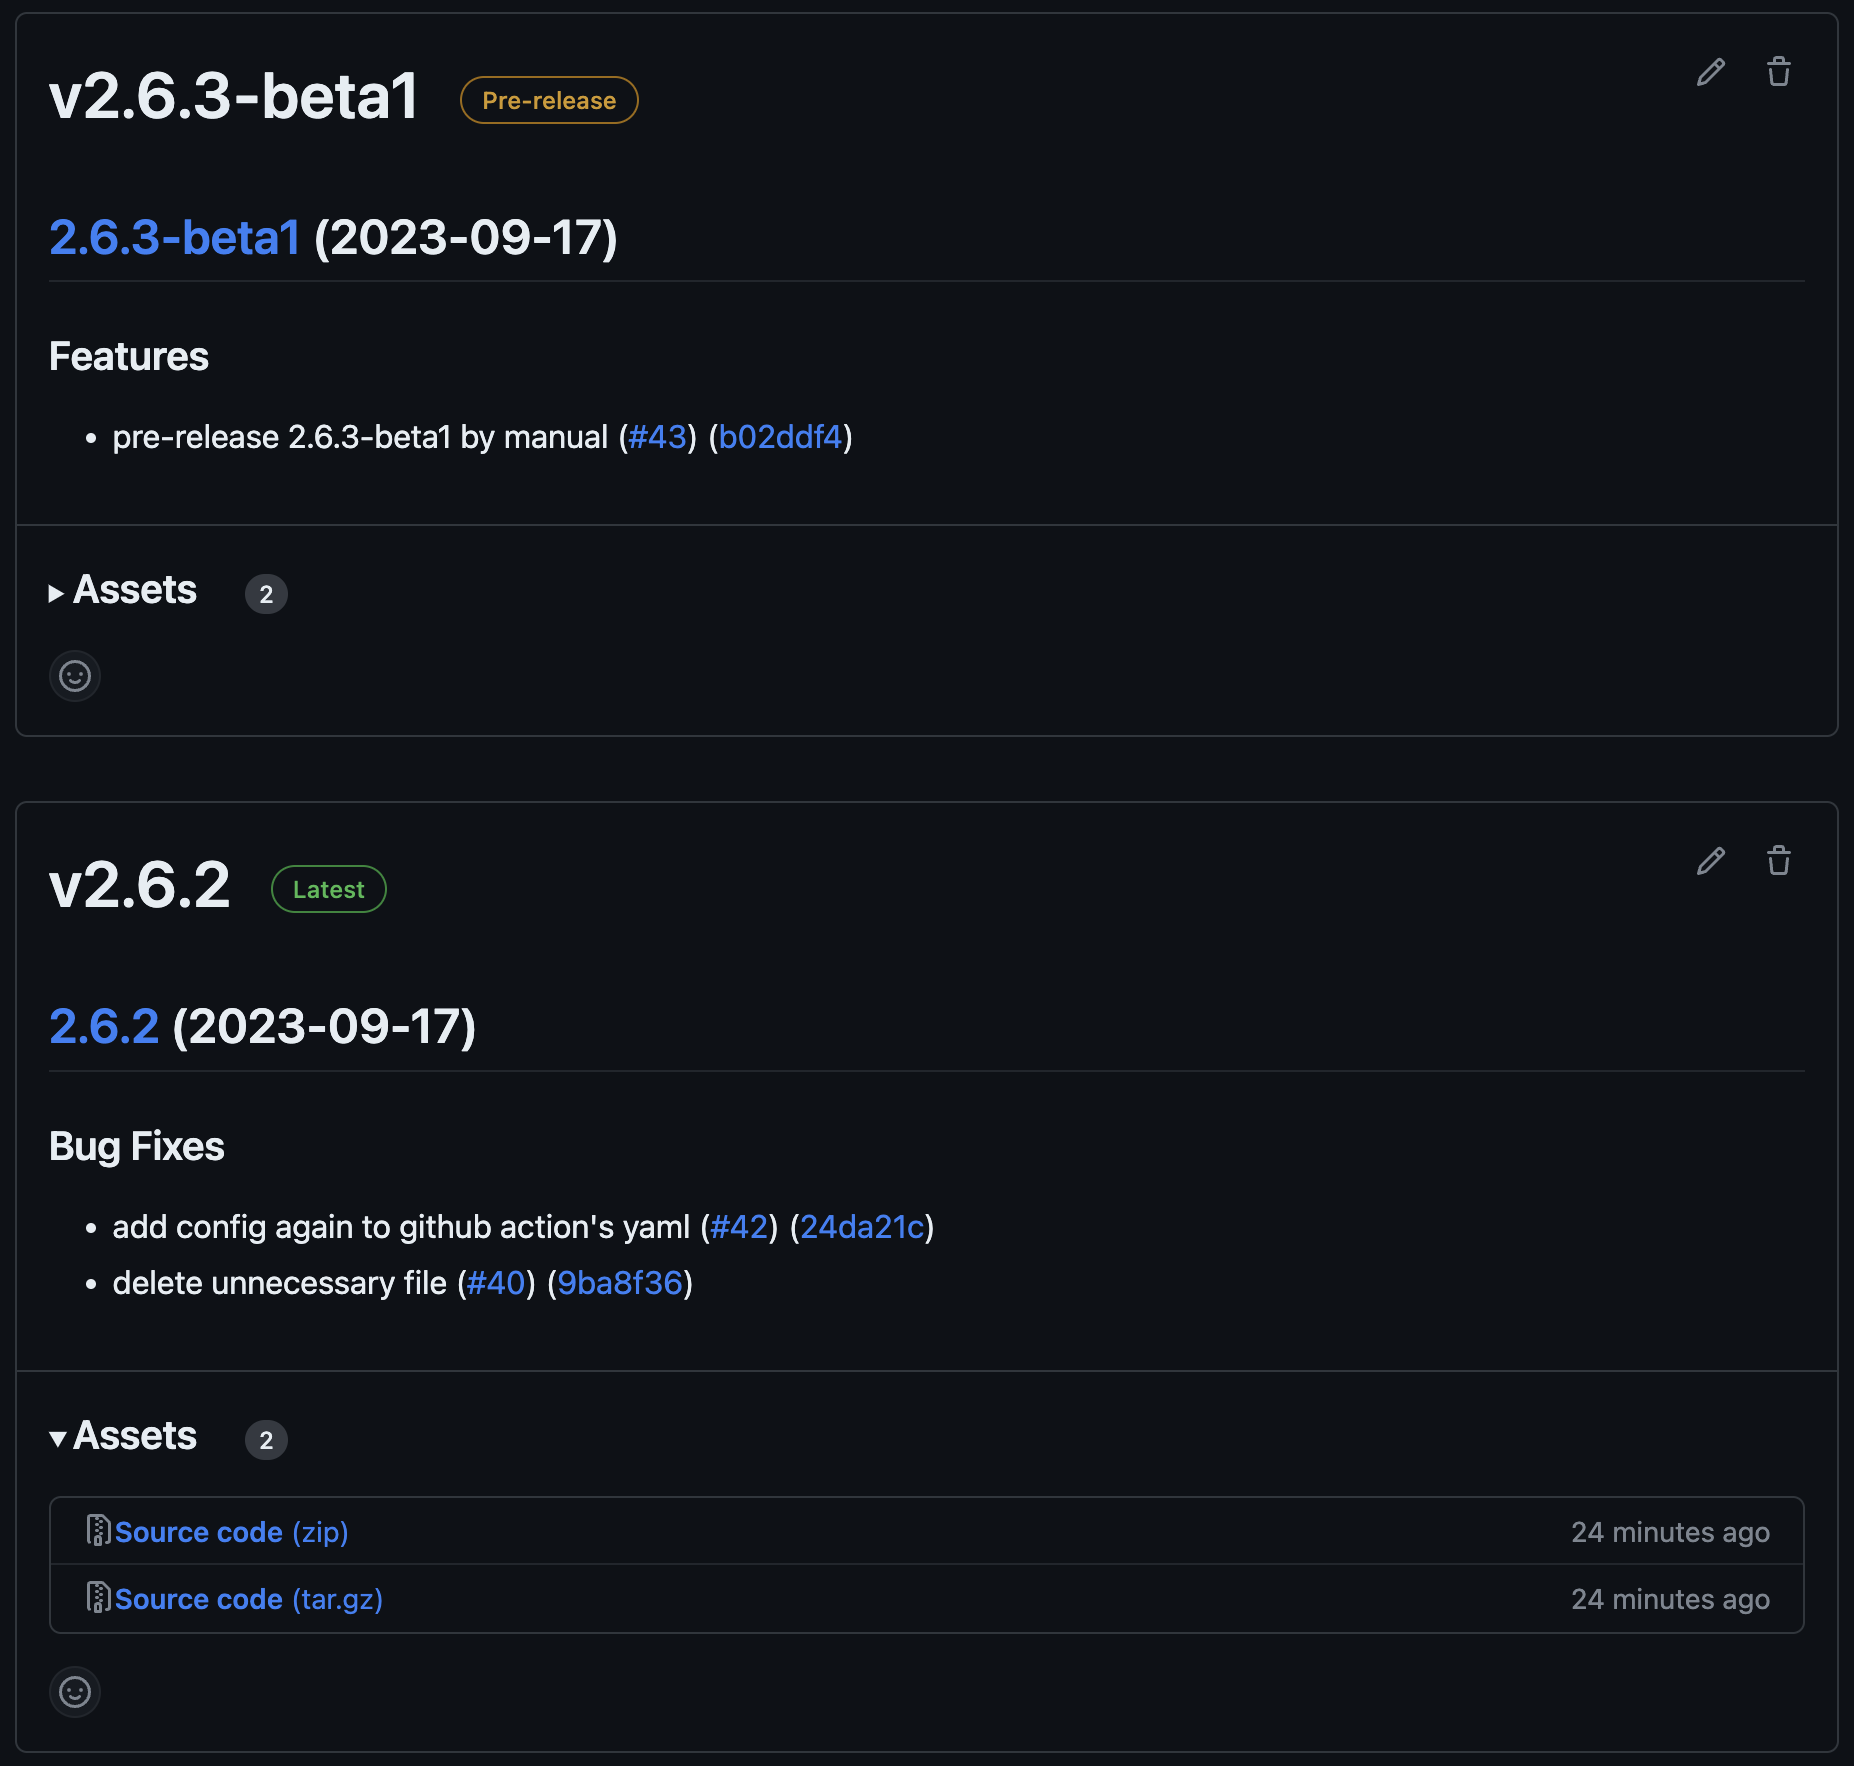 v2.6.3-beta1 Pre-release
2.6.3-beta1 (2023-09-17)
Features
• pre-release 2.6.3-beta1 by manual (#43) (b02ddf4)
Assets 2
v2.6.2 Latest
2.6.2 (2023-09-17)
Bug Fixes
• add config again to github action's yaml (#42) (24da21c)
• delete unnecessary file (#40) (9ba8f36)
Assets 2
Source code (zip) 24 minutes ago
Source code (tar.gz) 24 minutes ago